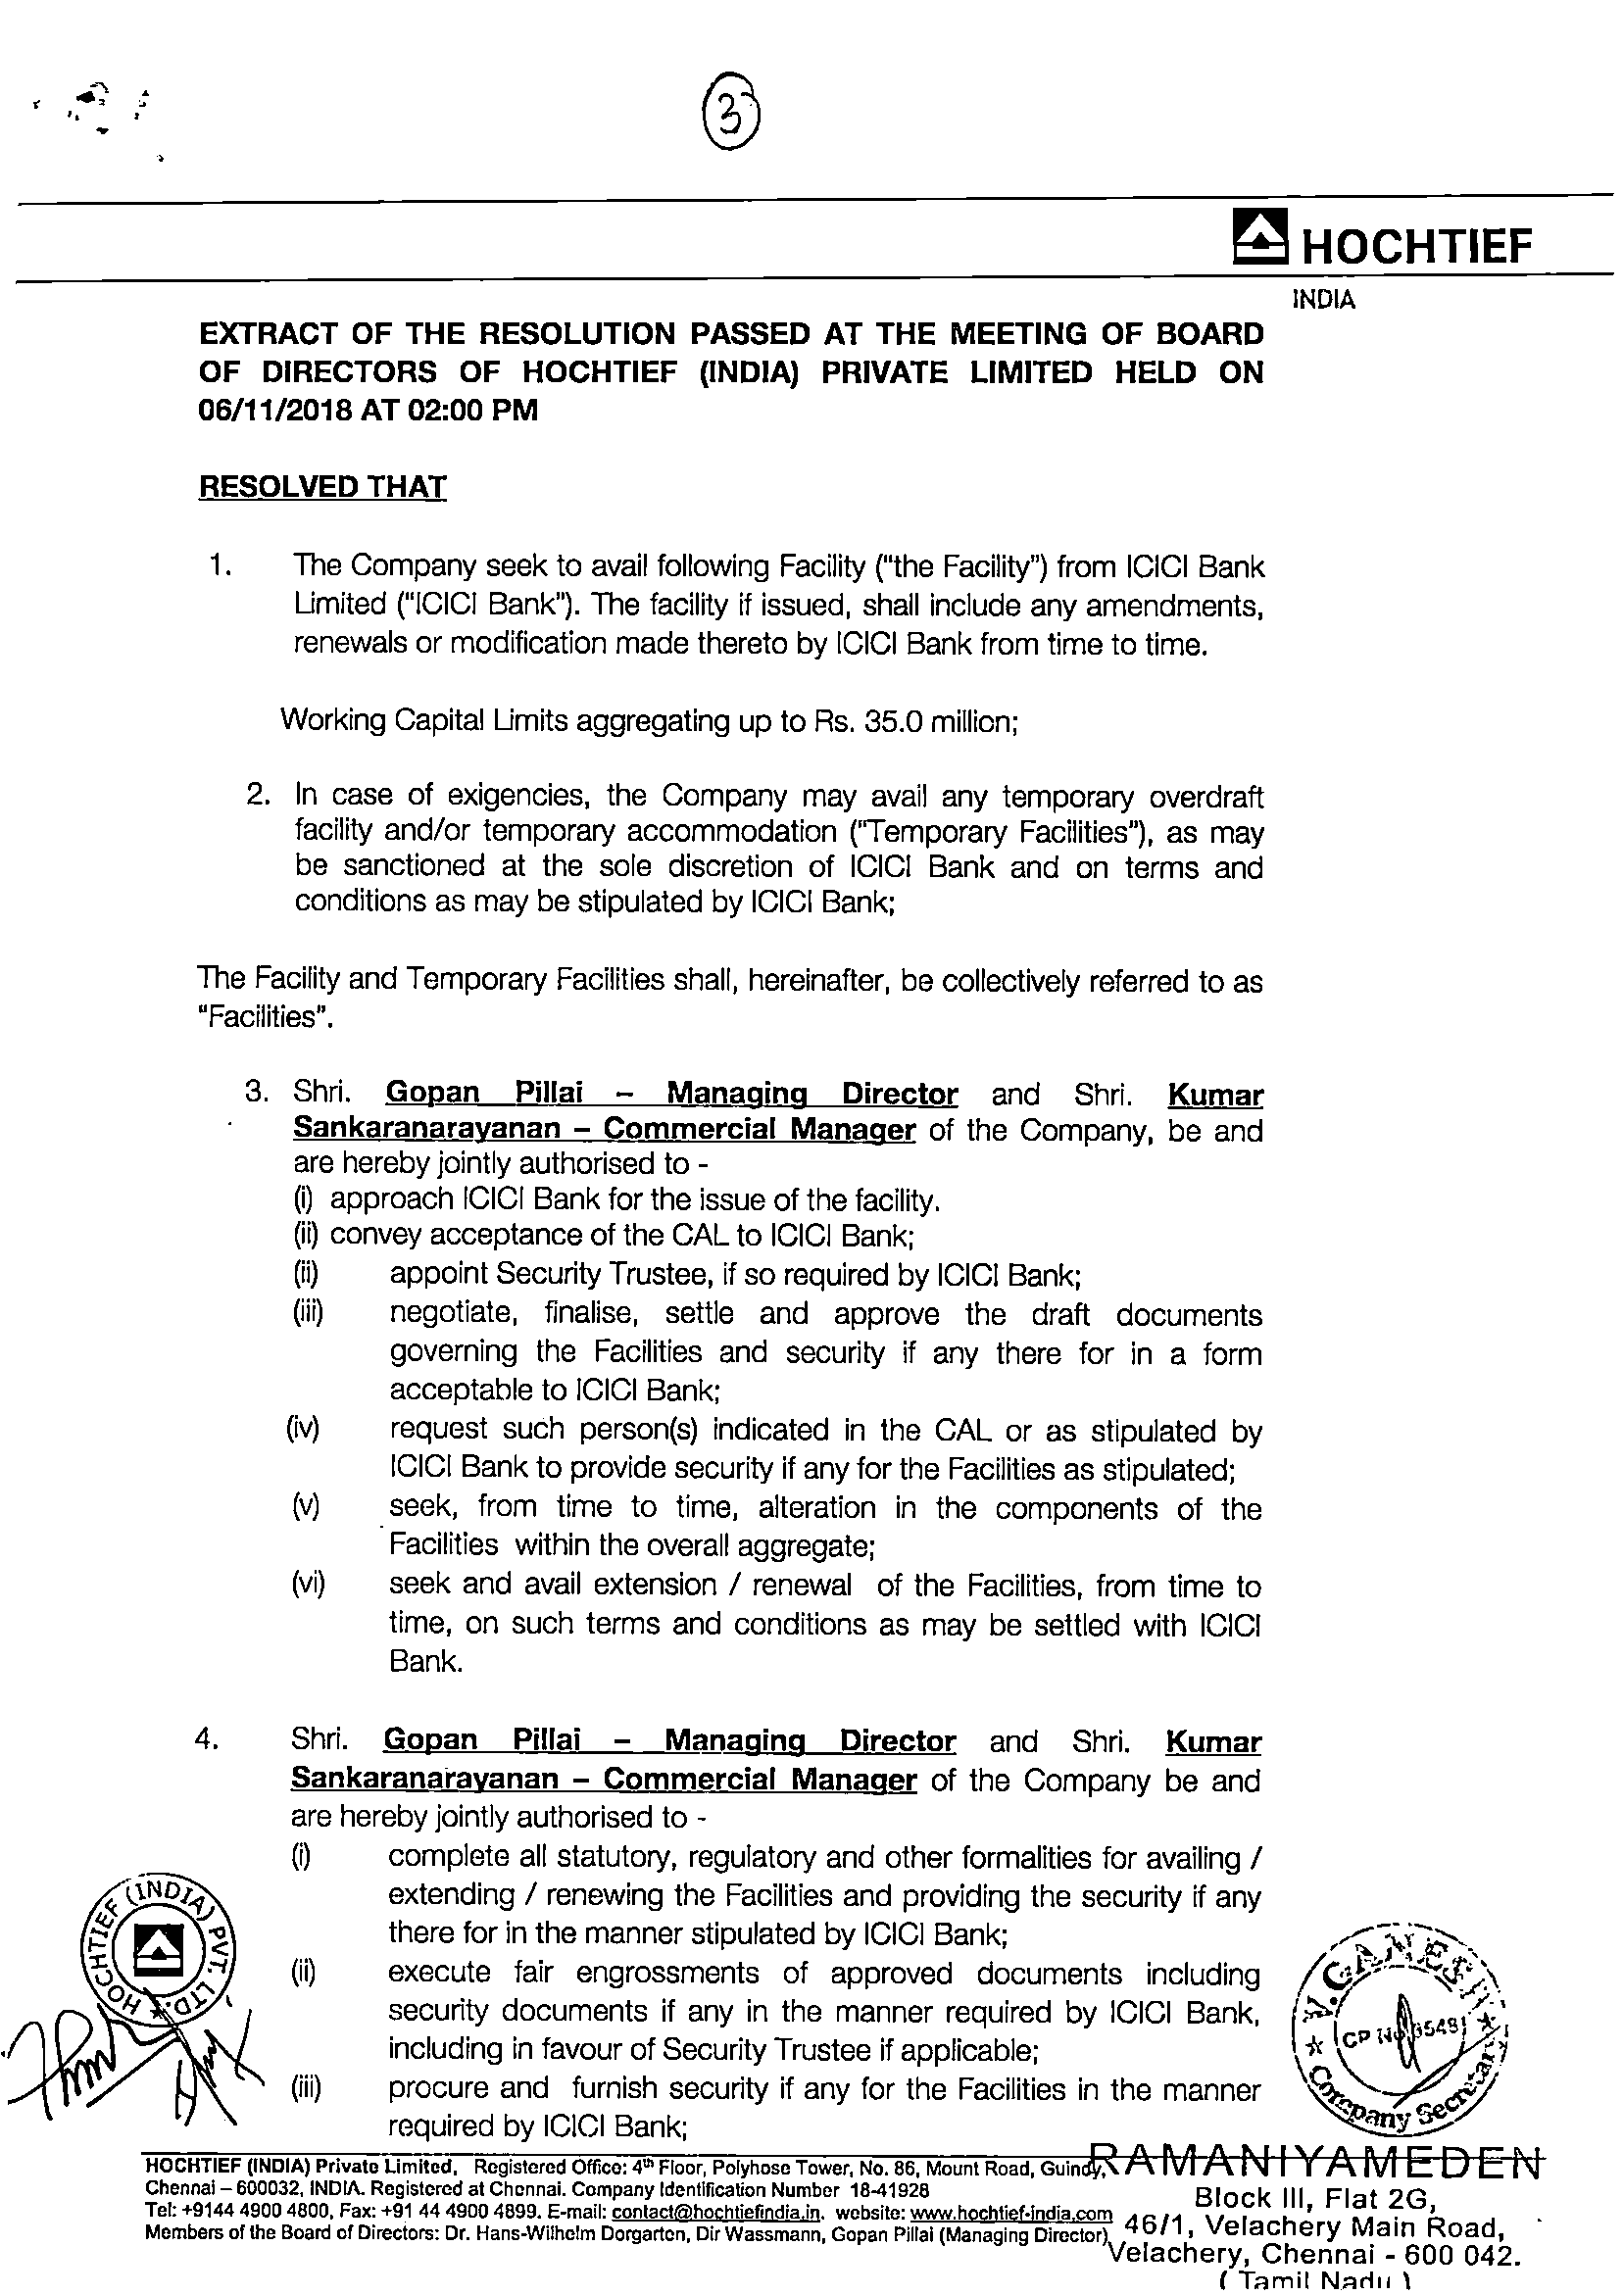 3
HOCHTIEF
INDIA
EXTRACT OF THE RESOLUTION PASSED AT THE MEETING OF BOARD
OF DIRECTORS OF HOCHTIEF (INDIA) PRIVATE LIMITED HELD ON
06/11/2018 AT 02:00 PM
RESOLVED THAT
1. The Company seek to avail following Facility ("the Facility") from ICICI Bank
Limited ("ICICI Bank"). The facility if issued, shall include any amendments,
renewals or modification made thereto by ICICI Bank from time to time.
Working Capital Limits aggregating up to Rs. 35.0 million;
2. In case of exigencies, the Company may avail any temporary overdraft
facility and/or temporary accommodation ("Temporary Facilities"), as may
be sanctioned at the sole discretion of ICICI Bank and on terms and
conditions as may be stipulated by ICICI Bank;
The Facility and Temporary Facilities shall, hereinafter, be collectively referred to as
"Facilities".
3. Shri. Gopan Pillai – Managing Director and Shri. Kumar
Sankaranarayanan – Commercial Manager of the Company, be and
are hereby jointly authorised to -
(i) approach ICICI Bank for the issue of the facility.
(ii) convey acceptance of the CAL to ICICI Bank;
(ii) appoint Security Trustee, if so required by ICICI Bank;
(iii) negotiate, finalise, settle and approve the draft documents
governing the Facilities and security if any there for in a form
acceptable to ICICI Bank;
(iv) request such person(s) indicated in the CAL or as stipulated by
ICICI Bank to provide security if any for the Facilities as stipulated;
(v) seek, from time to time, alteration in the components of the
Facilities within the overall aggregate;
(vi) seek and avail extension / renewal of the Facilities, from time to
time, on such terms and conditions as may be settled with ICICI
Bank.
4. Shri. Gopan Pillai – Managing Director and Shri. Kumar
Sankaranarayanan – Commercial Manager of the Company be and
are hereby jointly authorised to -
(i) complete all statutory, regulatory and other formalities for availing /
extending / renewing the Facilities and providing the security if any
there for in the manner stipulated by ICICI Bank;
(ii) execute fair engrossments of approved documents including
security documents if any in the manner required by ICICI Bank,
including in favour of Security Trustee if applicable;
(iii) procure and furnish security if any for the Facilities in the manner
required by ICICI Bank;
HOCHTIEF (INDIA) PVT. LTD.
V. GANESH
CP No
Company Secretary
HOCHTIEF (INDIA) Private Limited, Registered Office: 4th Floor, Polyhose Tower, No. 86, Mount Road, Guindy,
Chennai – 600032, INDIA. Registered at Chennai. Company Identification Number 18-41928
Tel: +9144 4900 4800, Fax: +91 44 4900 4899. E-mail: contact@hochtiefindia.in. website: www.hochtief-india.com
Members of the Board of Directors: Dr. Hans-Wilhelm Dorgarten, Dir Wassmann, Gopan Pillai (Managing Director)
RAMANIYAM EDEN
Block III, Flat 2G,
46/1, Velachery Main Road,
Velachery, Chennai - 600 042.
( Tamil Nadu )